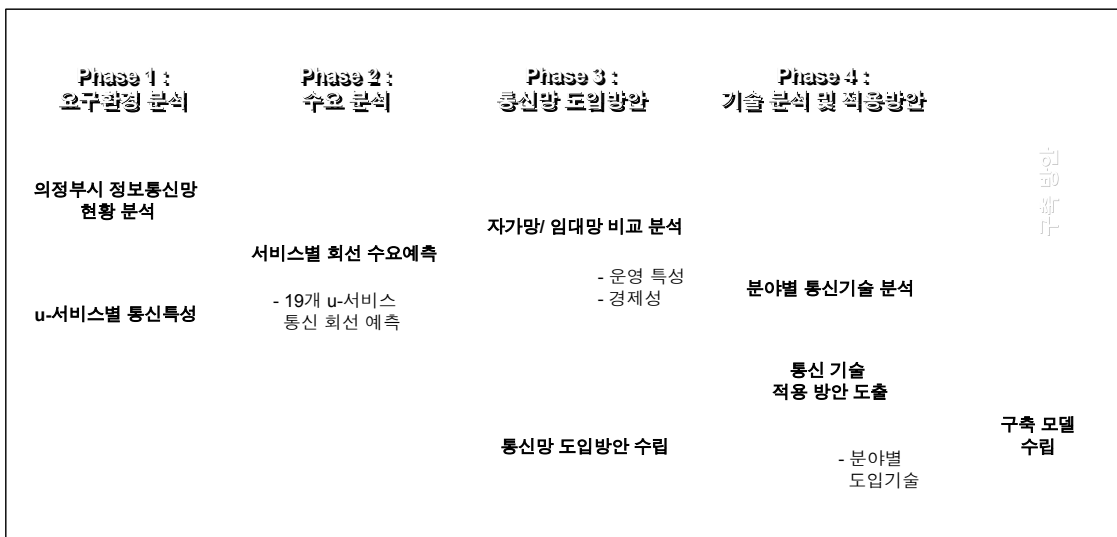 Phase 1 :
요구환경 분석
Phase 2 :
수요 분석
Phase 3 :
통신망 도입방안
Phase 4 :
기술 분석 및 적용방안
의정부시 정보통신망
현황 분석
u-서비스별 통신특성
서비스별 회선 수요예측
- 19개 u-서비스
통신 회선 예측
자가망/ 임대망 비교 분석
- 운영 특성
- 경제성
통신망 도입방안 수립
분야별 통신기술 분석
통신 기술
적용 방안 도출
- 분야별
도입기술
구축 모델
수립